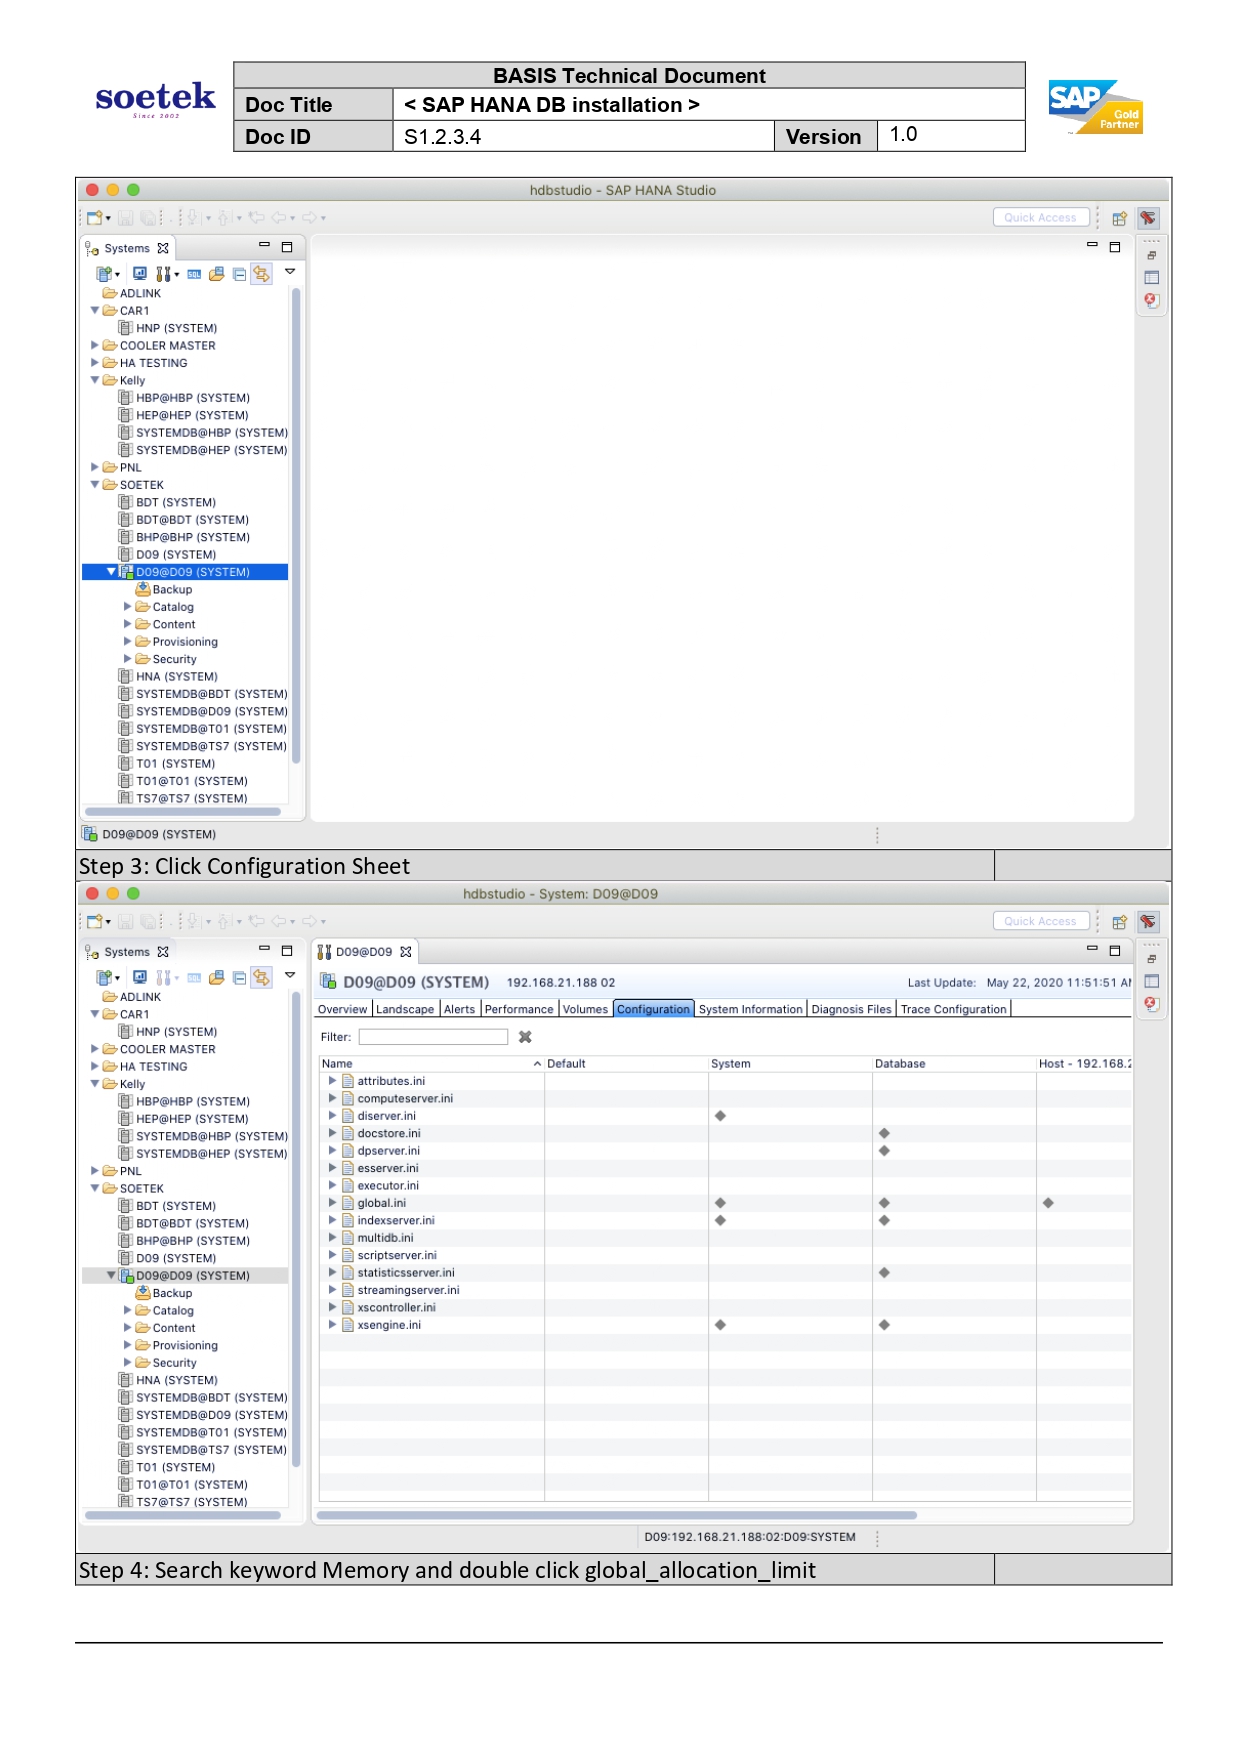 soetek
Since 2002
BASIS Technical Document
Doc Title < SAP HANA DB installation >
Doc ID S1.2.3.4 Version 1.0
SAP Gold Partner
hdbstudio - SAP HANA Studio
Quick Access
Systems
ADLINK
CAR1
HNP (SYSTEM)
COOLER MASTER
HA TESTING
Kelly
HBP@HBP (SYSTEM)
HEP@HEP (SYSTEM)
SYSTEMDB@HBP (SYSTEM)
SYSTEMDB@HEP (SYSTEM)
PNL
SOETEK
BDT (SYSTEM)
BDT@BDT (SYSTEM)
BHP@BHP (SYSTEM)
D09 (SYSTEM)
D09@D09 (SYSTEM)
Backup
Catalog
Content
Provisioning
Security
HNA (SYSTEM)
SYSTEMDB@BDT (SYSTEM)
SYSTEMDB@D09 (SYSTEM)
SYSTEMDB@T01 (SYSTEM)
SYSTEMDB@TS7 (SYSTEM)
T01 (SYSTEM)
T01@T01 (SYSTEM)
TS7@TS7 (SYSTEM)
D09@D09 (SYSTEM)
Step 3: Click Configuration Sheet
hdbstudio - System: D09@D09
Quick Access
Systems
ADLINK
CAR1
HNP (SYSTEM)
COOLER MASTER
HA TESTING
Kelly
HBP@HBP (SYSTEM)
HEP@HEP (SYSTEM)
SYSTEMDB@HBP (SYSTEM)
SYSTEMDB@HEP (SYSTEM)
PNL
SOETEK
BDT (SYSTEM)
BDT@BDT (SYSTEM)
BHP@BHP (SYSTEM)
D09 (SYSTEM)
D09@D09 (SYSTEM)
Backup
Catalog
Content
Provisioning
Security
HNA (SYSTEM)
SYSTEMDB@BDT (SYSTEM)
SYSTEMDB@D09 (SYSTEM)
SYSTEMDB@T01 (SYSTEM)
SYSTEMDB@TS7 (SYSTEM)
T01 (SYSTEM)
T01@T01 (SYSTEM)
TS7@TS7 (SYSTEM)
D09@D09
D09@D09 (SYSTEM) 192.168.21.188 02 Last Update: May 22, 2020 11:51:51 AM
Overview Landscape Alerts Performance Volumes Configuration System Information Diagnosis Files Trace Configuration
Filter:
Name Default System Database Host - 192.168.2
attributes.ini
computeserver.ini
diserver.ini
docstore.ini
dpserver.ini
esserver.ini
executor.ini
global.ini
indexserver.ini
multidb.ini
scriptserver.ini
statisticsserver.ini
streamingserver.ini
xscontroller.ini
xsengine.ini
D09:192.168.21.188:02:D09:SYSTEM
Step 4: Search keyword Memory and double click global_allocation_limit